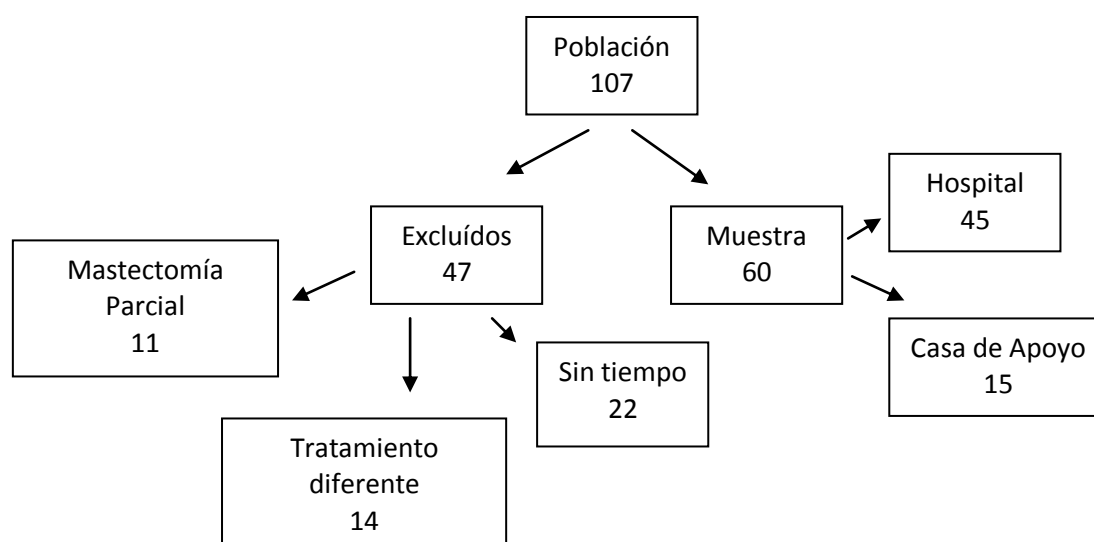 Población
107
Hospital
45
Excluídos
47
Muestra
60
Mastectomía
Parcial
11
Sin tiempo
22
Casa de Apoyo
15
Tratamiento
diferente
14